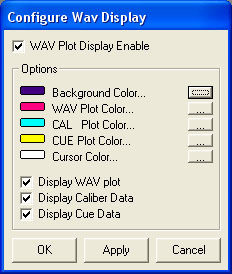 Configure Wav Display
WAV Plot Display Enable
Options
Background Color... ...
WAV Plot Color... ...
CAL Plot Color... ...
CUE Plot Color... ...
Cursor Color... ...
Display WAV plot
Display Caliber Data
Display Cue Data
OK Apply Cancel